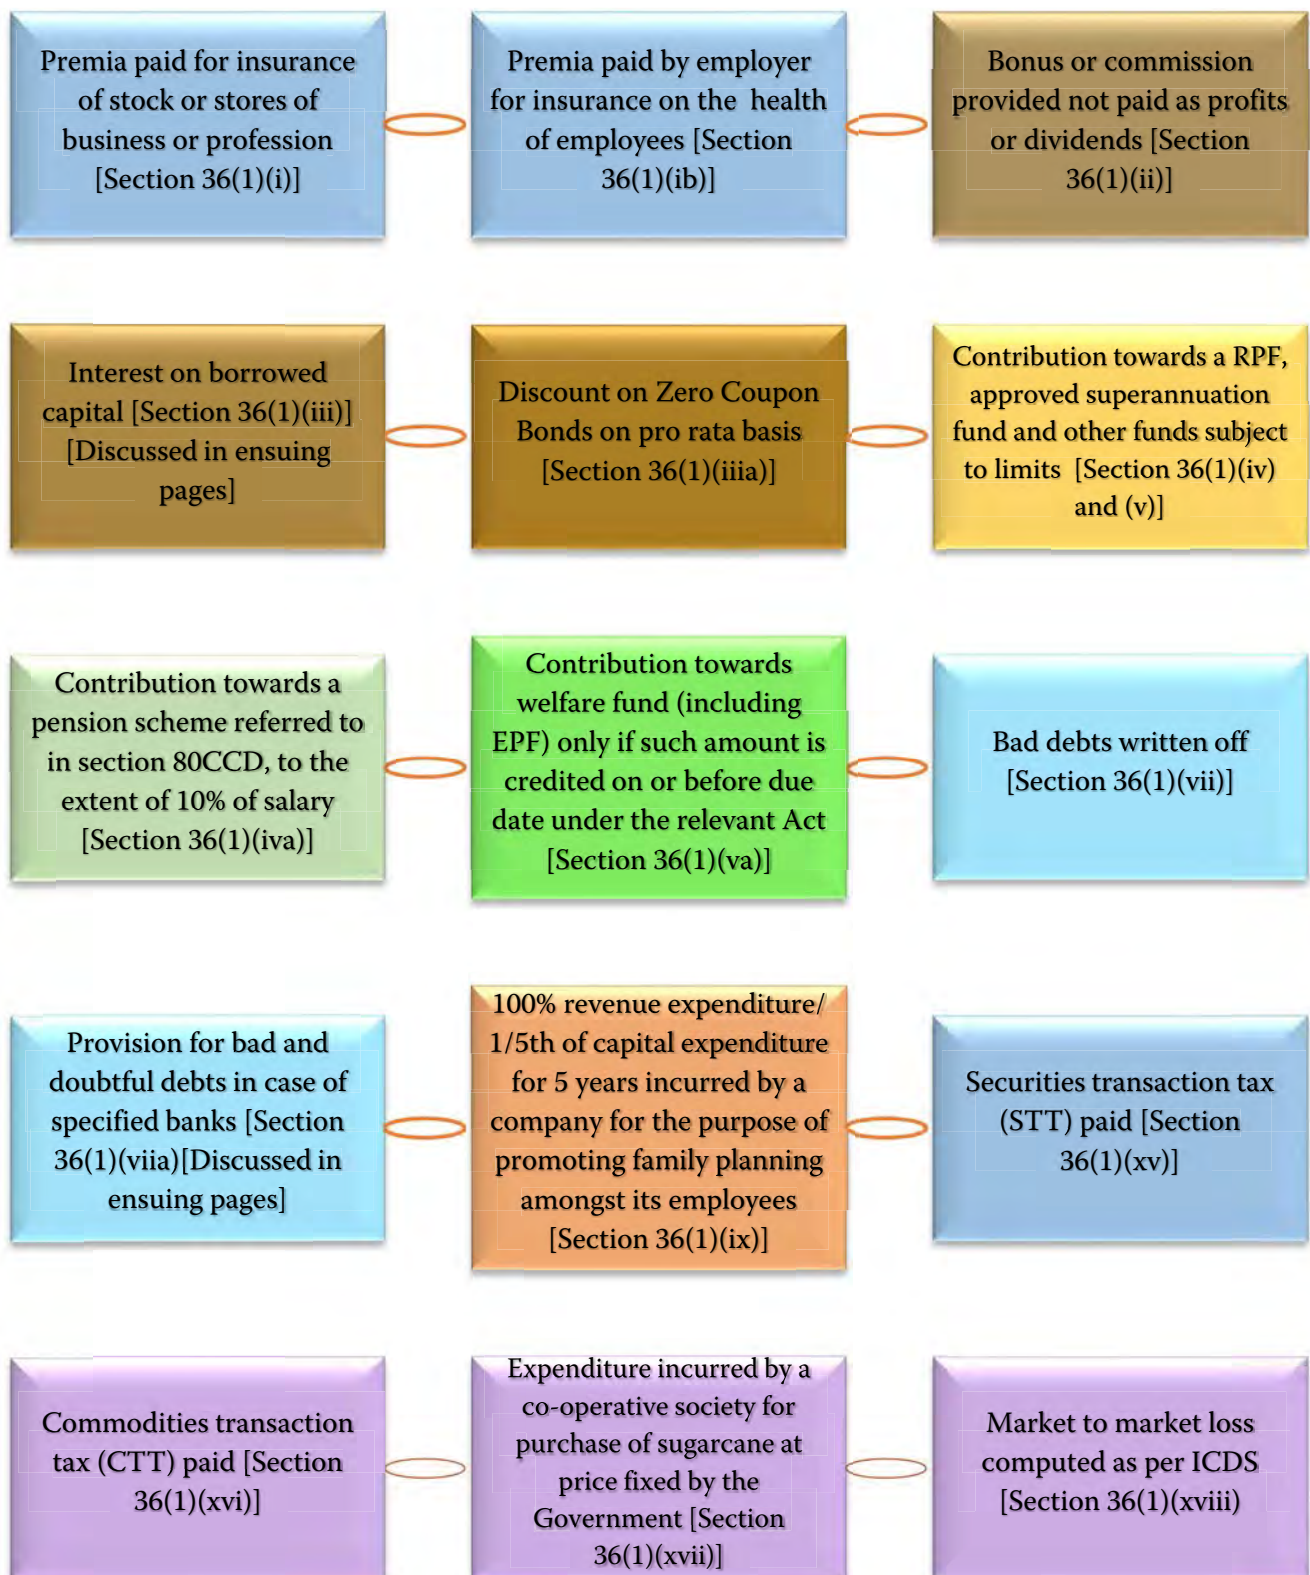 Premia paid for insurance
of stock or stores of
business or profession
[Section 36(1)(i)]
Premia paid by employer
for insurance on the health
of employees [Section
36(1)(ib)]
Bonus or commission
provided not paid as profits
or dividends [Section
36(1)(ii)]
Interest on borrowed
capital [Section 36(1)(iii)]
[Discussed in ensuing
pages]
Discount on Zero Coupon
Bonds on pro rata basis
[Section 36(1)(iiia)]
Contribution towards a RPF,
approved superannuation
fund and other funds subject
to limits [Section 36(1)(iv)
and (v)]
Contribution towards a
pension scheme referred to
in section 80CCD, to the
extent of 10% of salary
[Section 36(1)(iva)]
Contribution towards
welfare fund (including
EPF) only if such amount is
credited on or before due
date under the relevant Act
[Section 36(1)(va)]
Bad debts written off
[Section 36(1)(vii)]
Provision for bad and
doubtful debts in case of
specified banks [Section
36(1)(viia)[Discussed in
ensuing pages]
100% revenue expenditure/
1/5th of capital expenditure
for 5 years incurred by a
company for the purpose of
promoting family planning
amongst its employees
[Section 36(1)(ix)]
Securities transaction tax
(STT) paid [Section
36(1)(xv)]
Commodities transaction
tax (CTT) paid [Section
36(1)(xvi)]
Expenditure incurred by a
co-operative society for
purchase of sugarcane at
price fixed by the
Government [Section
36(1)(xvii)]
Market to market loss
computed as per ICDS
[Section 36(1)(xviii)